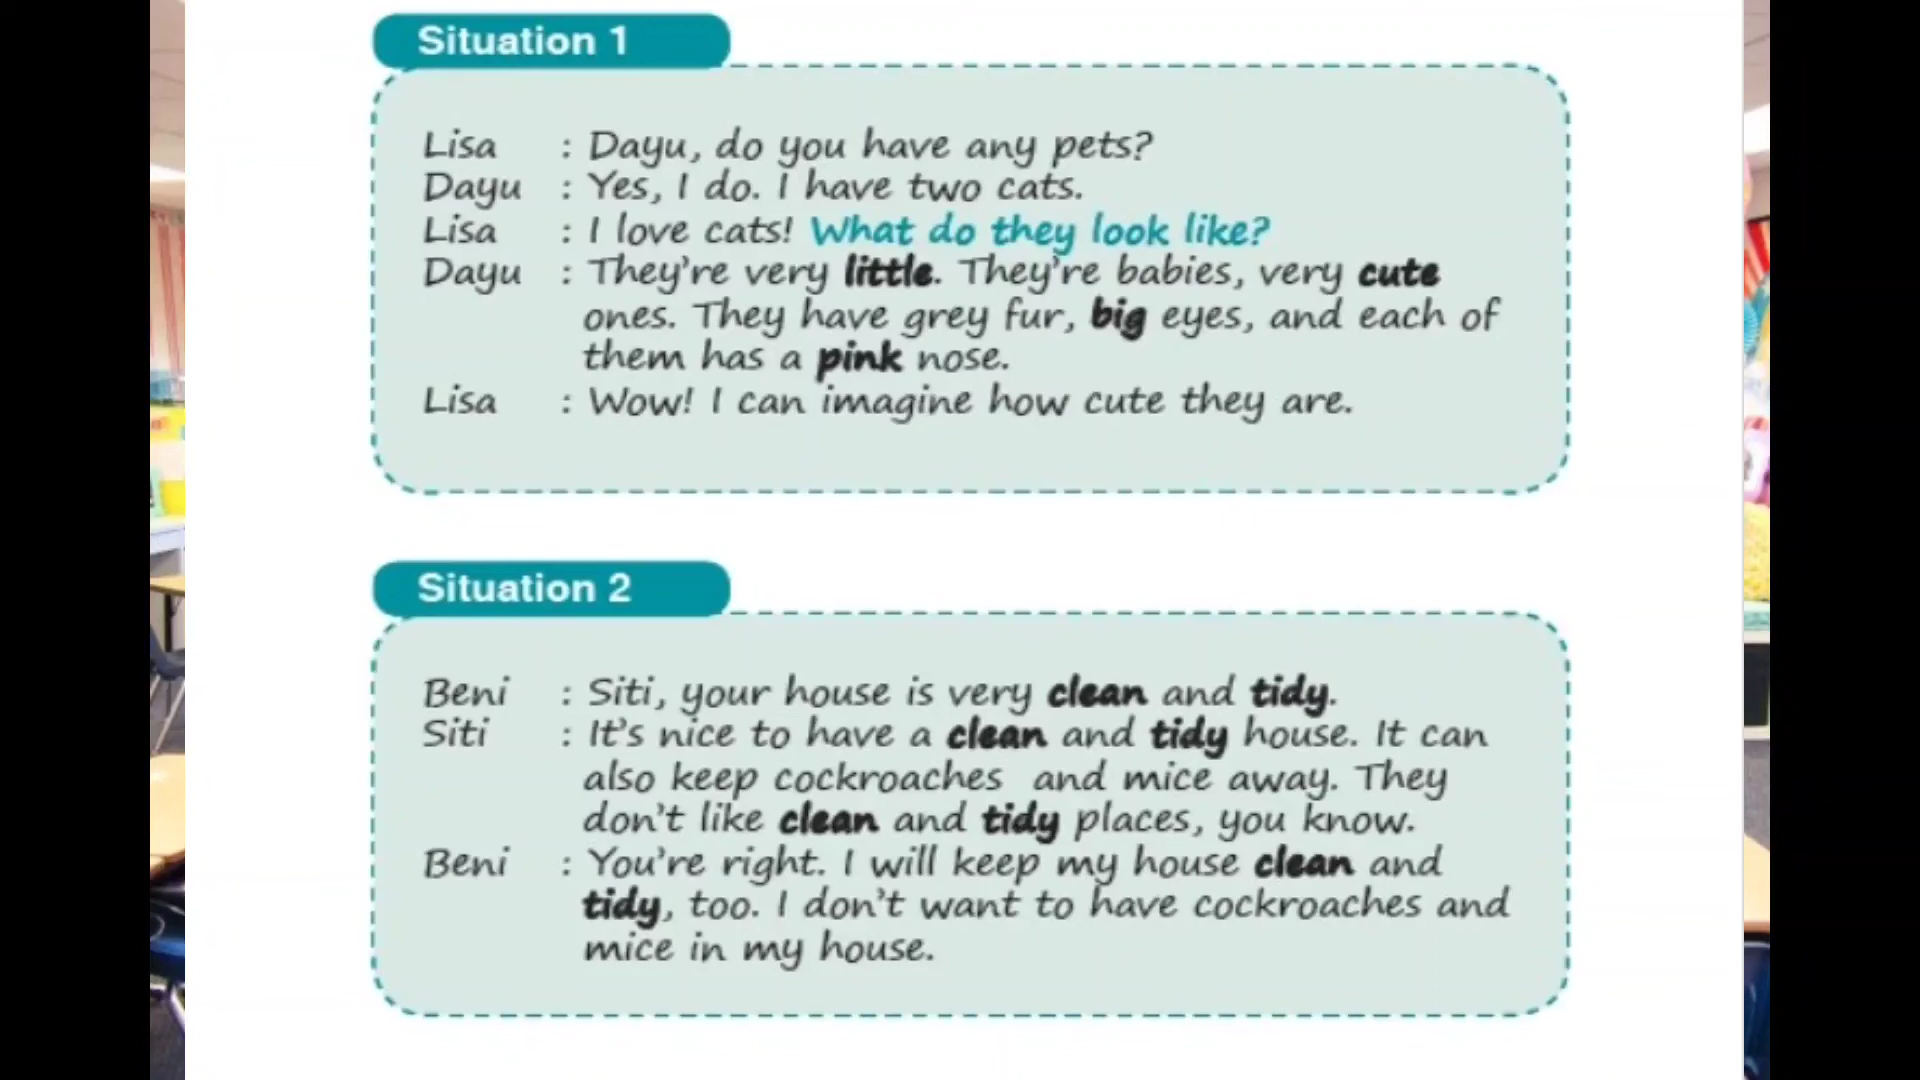 Situation 1
Lisa : Dayu, do you have any pets?
Dayu : Yes, I do. I have two cats.
Lisa : I love cats! What do they look like?
Dayu : They're very little. They're babies, very cute
ones. They have grey fur, big eyes, and each of
them has a pink nose.
Lisa : Wow! I can imagine how cute they are.
Situation 2
Beni : Siti, your house is very clean and tidy.
Siti : It's nice to have a clean and tidy house. It can
also keep cockroaches and mice away. They
don't like clean and tidy places, you know.
Beni : You're right. I will keep my house clean and
tidy, too. I don't want to have cockroaches and
mice in my house.